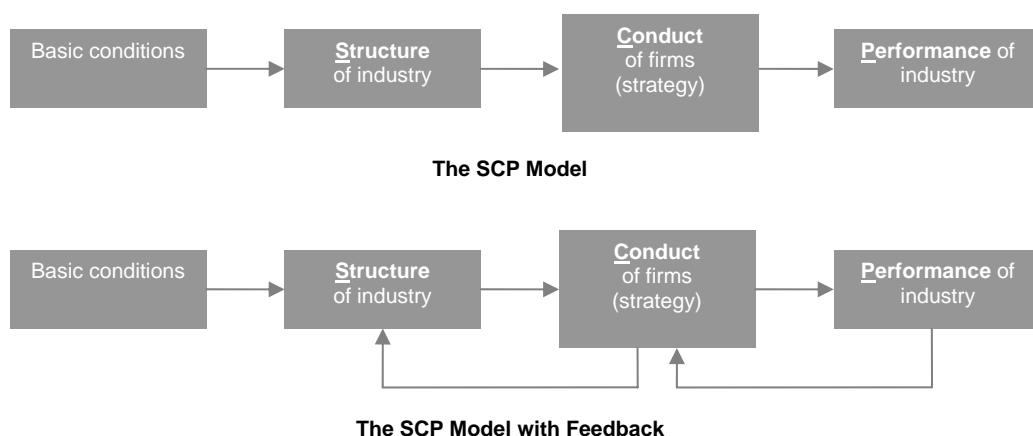 Basic conditions
Structure
of industry
Conduct
of firms
(strategy)
Performance of
industry
The SCP Model
Basic conditions
Structure
of industry
Conduct
of firms
(strategy)
Performance of
industry
The SCP Model with Feedback